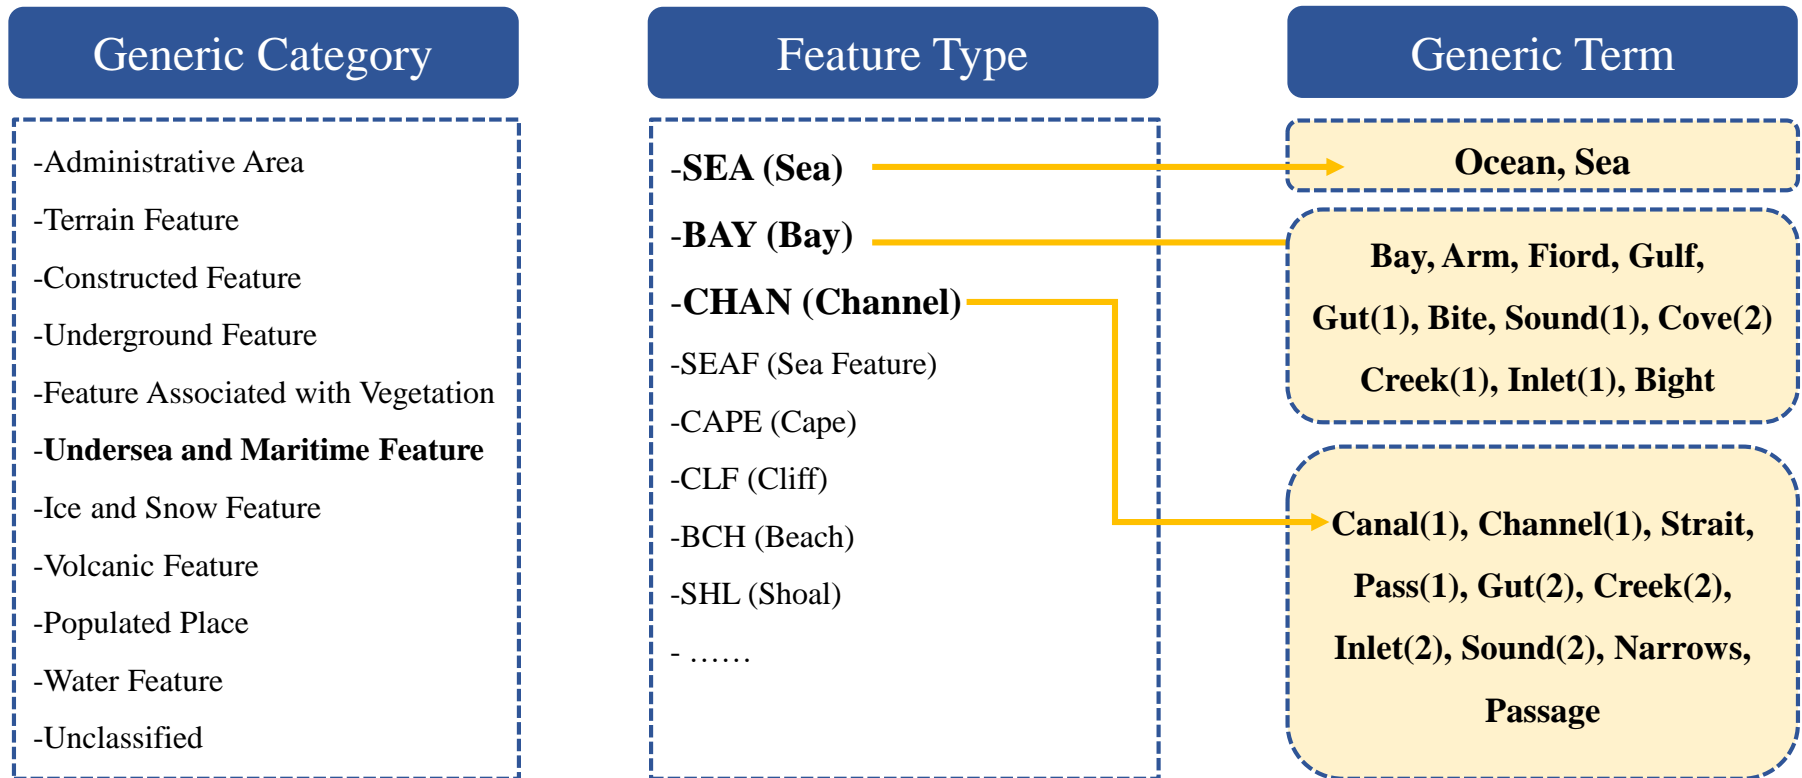 Generic Category
-Administrative Area
-Terrain Feature
-Constructed Feature
-Underground Feature
-Feature Associated with Vegetation
-Undersea and Maritime Feature
-Ice and Snow Feature
-Volcanic Feature
-Populated Place
-Water Feature
-Unclassified
Feature Type
-SEA (Sea)
-BAY (Bay)
-CHAN (Channel)
-SEAF (Sea Feature)
-CAPE (Cape)
-CLF (Cliff)
-BCH (Beach)
-SHL (Shoal)
- ……
Generic Term
Ocean, Sea
Bay, Arm, Fiord, Gulf,
Gut(1), Bite, Sound(1), Cove(2)
Creek(1), Inlet(1), Bight
Canal(1), Channel(1), Strait,
Pass(1), Gut(2), Creek(2),
Inlet(2), Sound(2), Narrows,
Passage